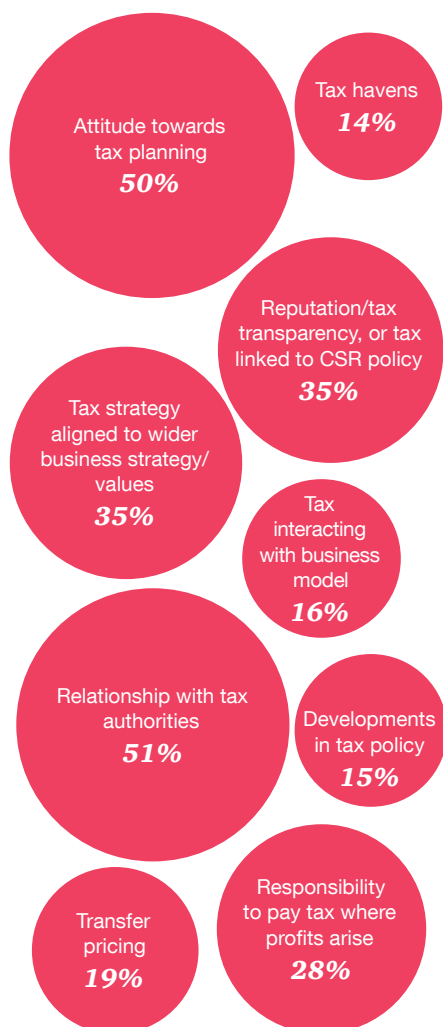 Attitude towards
tax planning
50%
Tax havens
14%
Reputation/tax
transparency, or tax
linked to CSR policy
35%
Tax strategy
aligned to wider
business strategy/
values
35%
Tax
interacting
with business
model
16%
Relationship with tax
authorities
51%
Developments
in tax policy
15%
Transfer
pricing
19%
Responsibility
to pay tax where
profits arise
28%